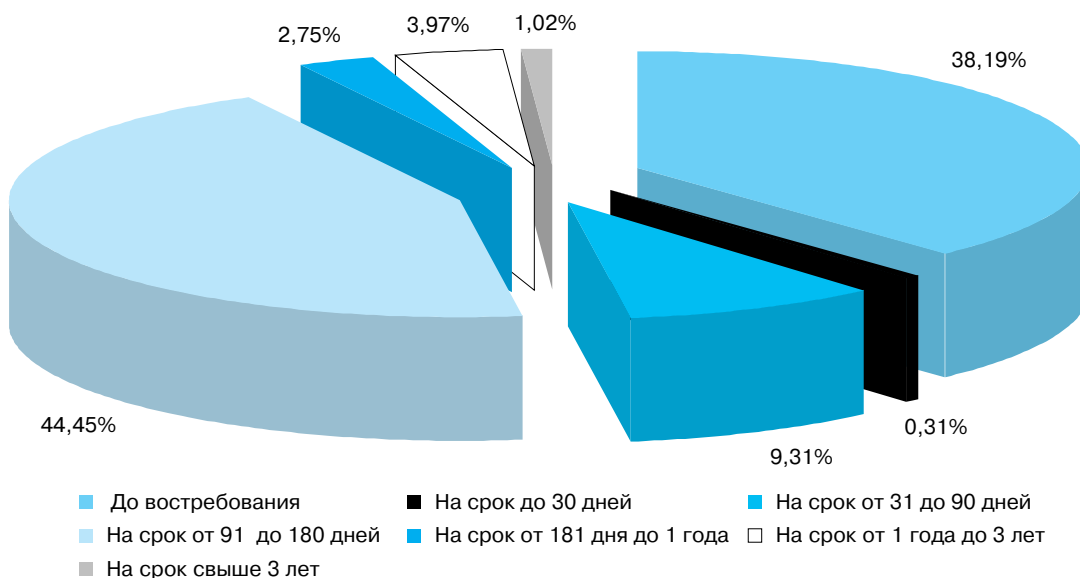 1,02%
3,97%
2,75%
38,19%
44,45%
0,31%
9,31%
До востребования
На срок до 30 дней
На срок от 31 до 90 дней
На срок от 91 до 180 дней
На срок от 181 дня до 1 года
На срок от 1 года до 3 лет
На срок свыше 3 лет